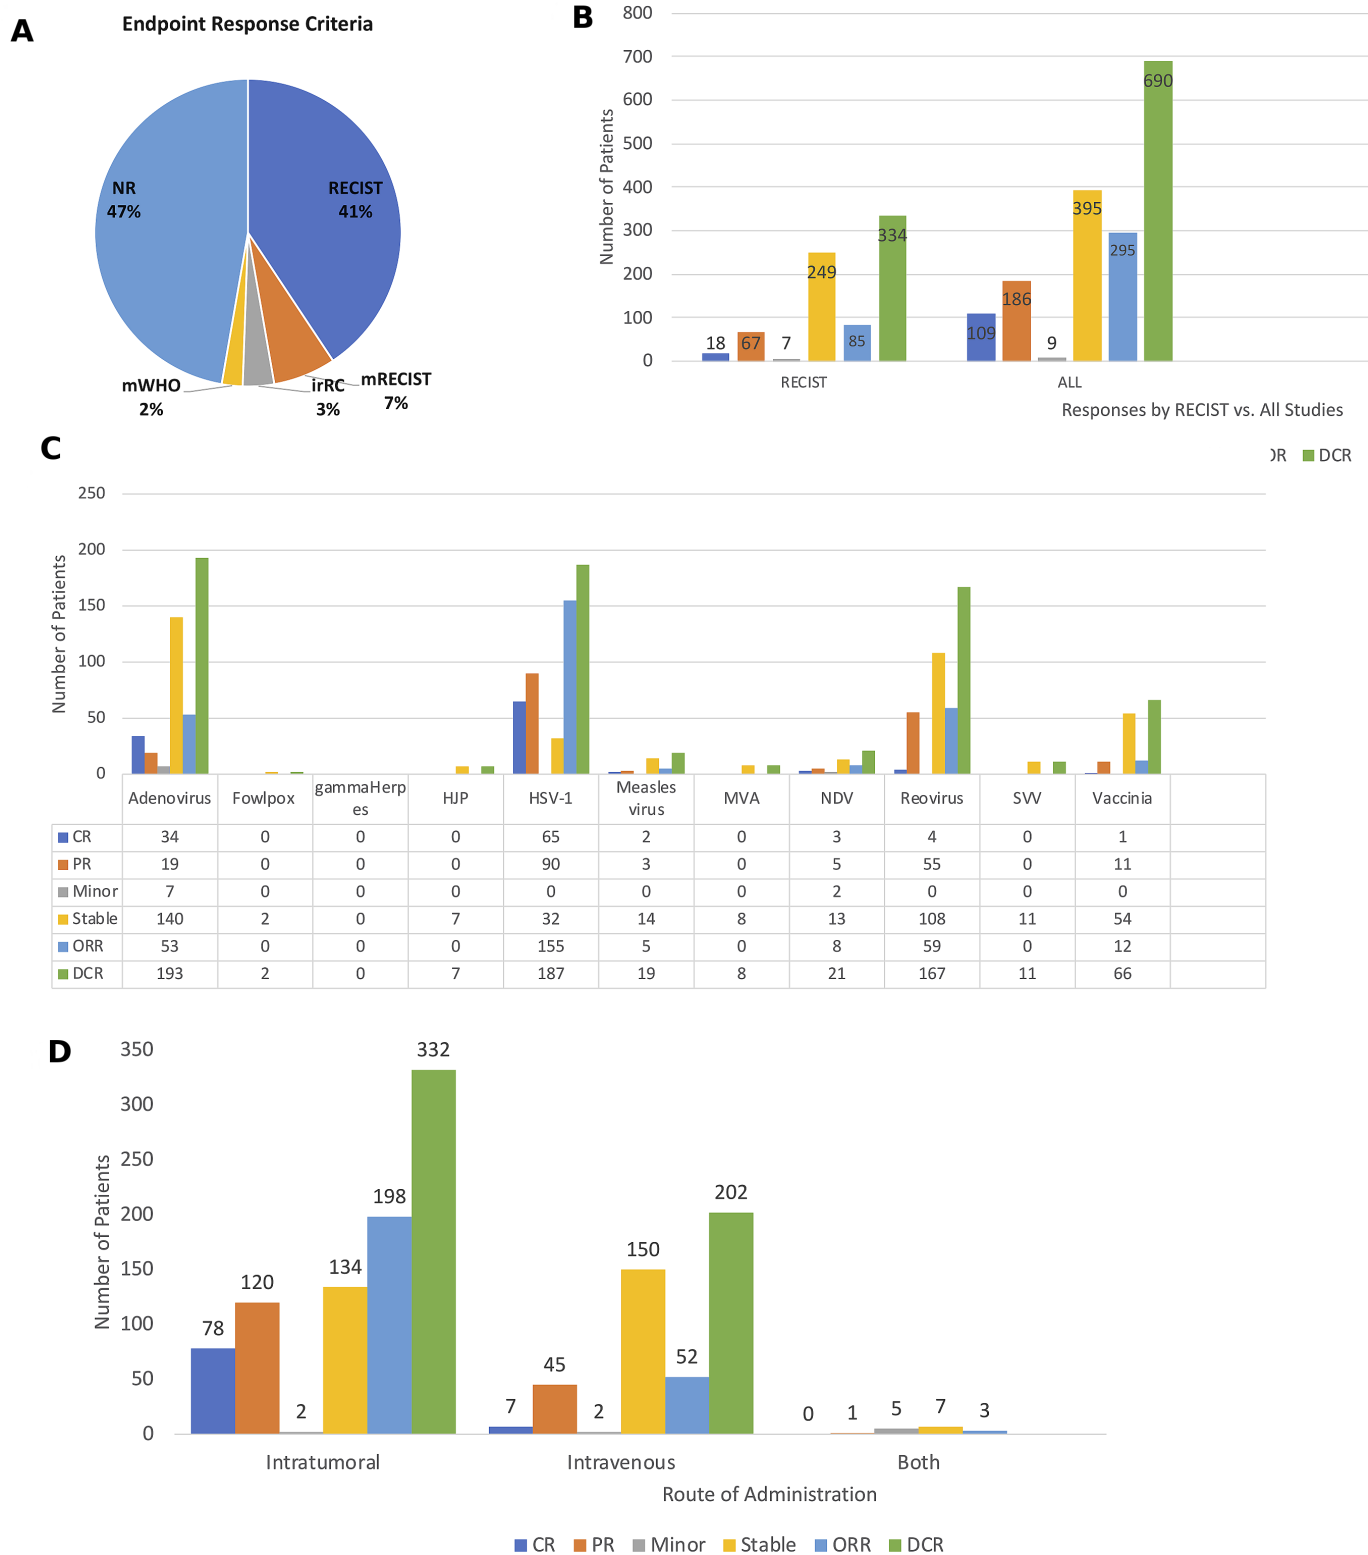 A
Endpoint Response Criteria
NR
47%
RECIST
41%
mWHO
2%
irRC
3%
mRECIST
7%
B
Number of Patients
800
700
600
500
400
300
200
100
0
18
67
7
249
85
334
109
186
9
395
295
690
RECIST
ALL
Responses by RECIST vs. All Studies
DCR
C
Number of Patients
250
200
150
100
50
0
Adenovirus Fowlpox gammaHerpes HJP HSV-1 Measles virus MVA NDV Reovirus SVV Vaccinia
CR 34 0 0 0 65 2 0 3 4 0 1
PR 19 0 0 0 90 3 0 5 55 0 11
Minor 7 0 0 0 0 0 0 2 0 0 0
Stable 140 2 0 7 32 14 8 13 108 11 54
ORR 53 0 0 0 155 5 0 8 59 0 12
DCR 193 2 0 7 187 19 8 21 167 11 66
D
Number of Patients
350
300
250
200
150
100
50
0
78
120
2
134
198
332
7
45
2
150
52
202
0
1
5
7
3
Intratumoral
Intravenous
Both
Route of Administration
CR PR Minor Stable ORR DCR